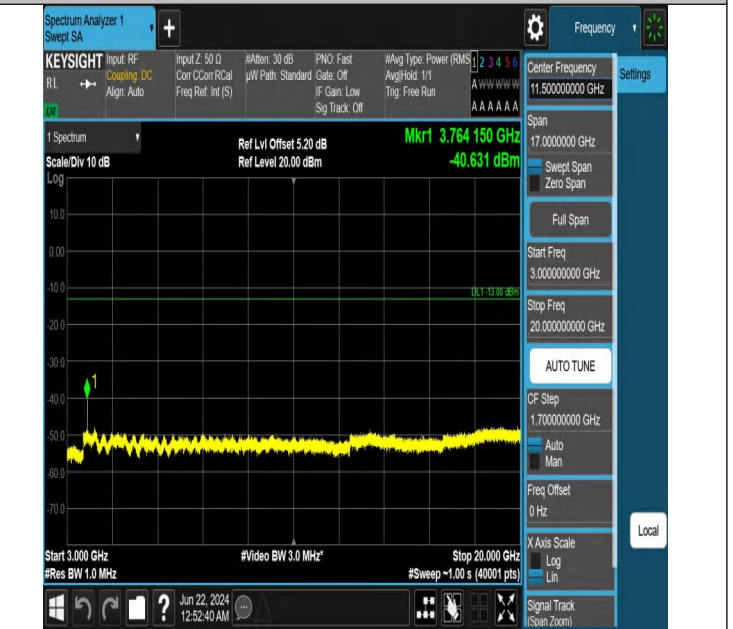 Spectrum Analyzer 1
Swept SA
+
Frequency
KEYSIGHT
RL
Input: RF
Coupling: DC
Align: Auto
Input Z: 50 Ω
Corr CCorr RCal
Freq Ref: Int (S)
#Atten: 30 dB
µW Path: Standard
PNO: Fast
Gate: Off
IF Gain: Low
Sig Track: Off
#Avg Type: Power (RMS
Avg|Hold: 1/1
Trig: Free Run
1 2 3 4 5 6
A W W W W W
A A A A A A
1 Spectrum
Scale/Div 10 dB
Log
Ref Lvl Offset 5.20 dB
Ref Level 20.00 dBm
Mkr1 3.764 150 GHz
-40.631 dBm
10.0
0.00
-10.0
-20.0
-30.0
-40.0
-50.0
-60.0
-70.0
DL1 -13.00 dBm
1
Start 3.000 GHz
#Res BW 1.0 MHz
#Video BW 3.0 MHz*
Stop 20.000 GHz
#Sweep ~1.00 s (40001 pts)
Jun 22, 2024
12:52:40 AM
?
Center Frequency
11.500000000 GHz
Settings
Span
17.0000000 GHz
Swept Span
Zero Span
Full Span
Start Freq
3.000000000 GHz
Stop Freq
20.000000000 GHz
AUTO TUNE
CF Step
1.700000000 GHz
Auto
Man
Freq Offset
0 Hz
X Axis Scale
Log
Lin
Local
Signal Track
(Span Zoom)